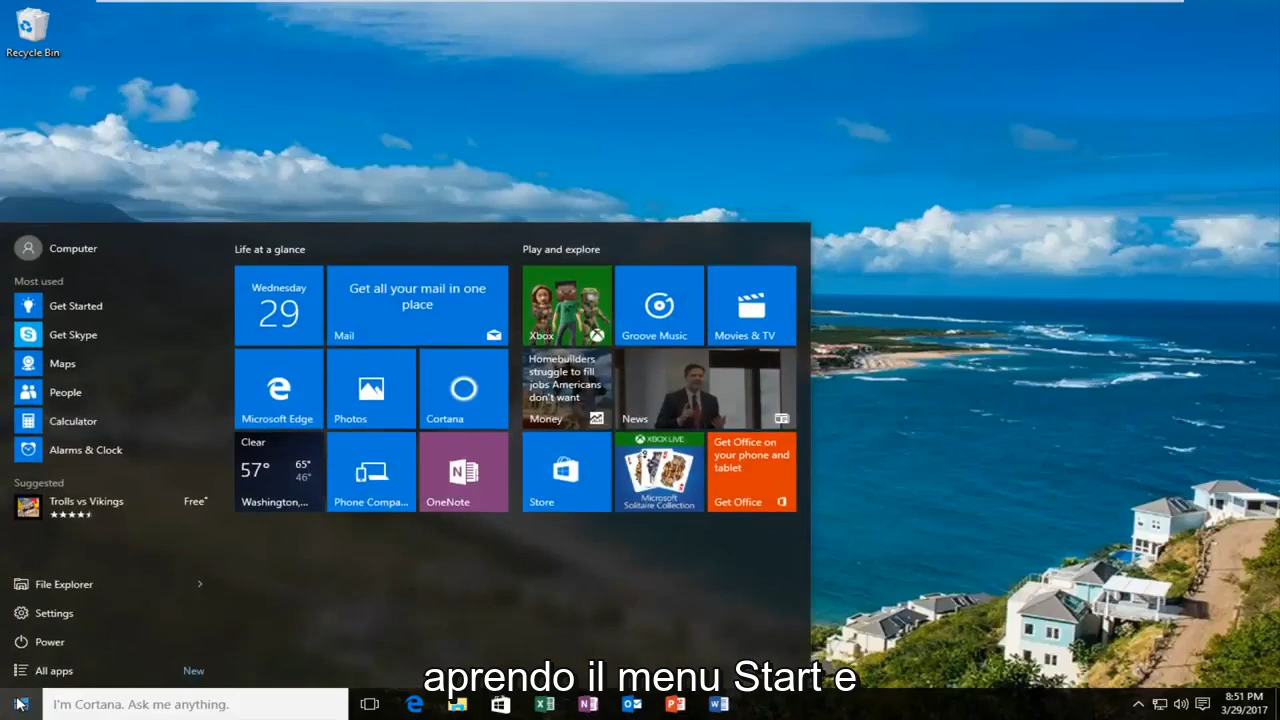 Recycle Bin
Computer
Most used
Get Started
Get Skype
Maps
People
Calculator
Alarms & Clock
Suggested
Trolls vs Vikings
Free*
File Explorer
Settings
Power
All apps
New
Life at a glance
Wednesday
29
Get all your mail in one
place
Mail
Microsoft Edge
Photos
Cortana
Clear
57°
65°
46°
Washington,...
Phone Compa...
OneNote
Play and explore
Xbox
Groove Music
Movies & TV
Homebuilders
struggle to fill
jobs Americans
don't want
Money
News
Store
XBOX LIVE
Microsoft
Solitaire Collection
Get Office on
your phone and
tablet
Get Office
aprendo il menu Start e
I'm Cortana. Ask me anything.
8:51 PM
3/29/2017